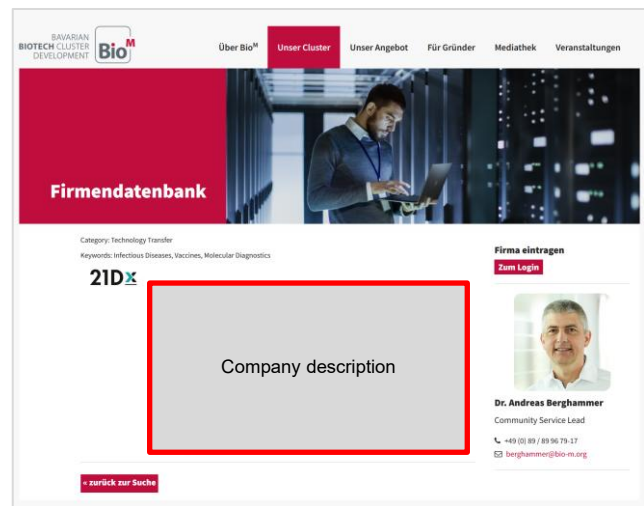 BAVARIAN
BIOTECH CLUSTER
DEVELOPMENT
BioM
Über BioM
Unser Cluster
Unser Angebot
Für Gründer
Mediathek
Veranstaltungen
Firmendatenbank
Category: Technology Transfer
Keywords: Infectious Diseases, Vaccines, Molecular Diagnostics
21Dx
Company description
« zurück zur Suche
Firma eintragen
Zum Login
Dr. Andreas Berghammer
Community Service Lead
+49 (0) 89 / 89 96 79-17
berghammer@bio-m.org